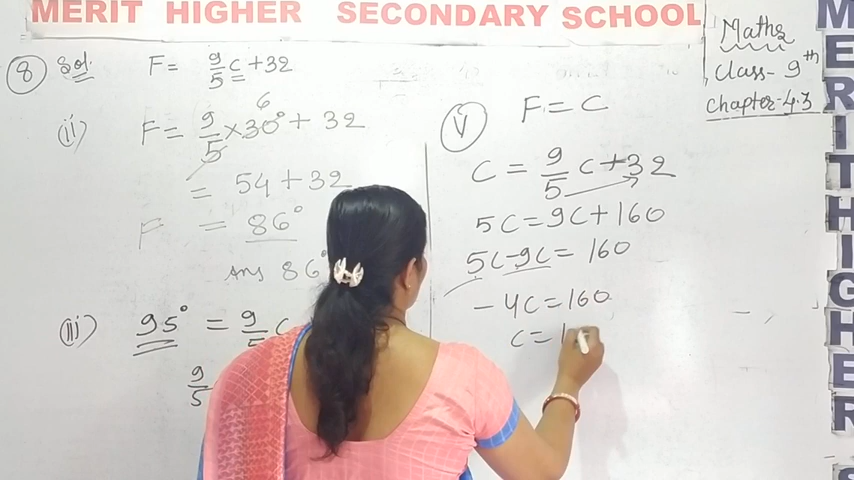 MERIT HIGHER SECONDARY SCHOOL
Maths
Class- 9th
Chapter-4.3
8 Sol. F = 9/5 c + 32
ii) F = 9/5 × 30° + 32
6
= 54 + 32
F = 86°
Ans 86°
iii) 95° = 9/5 c
9/5
V F = C
C = 9/5 c + 32
5c = 9c + 160
5c - 9c = 160
- 4c = 160
c = 1
MERITHIGHER
S